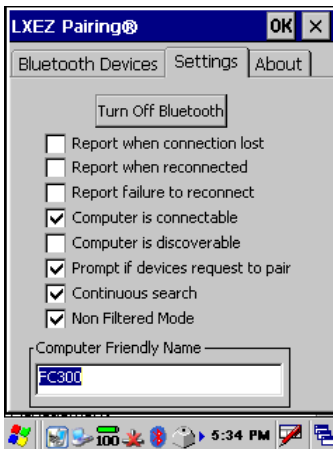 LXEZ Pairing® OK ×
Bluetooth Devices Settings About
Turn Off Bluetooth
Report when connection lost
Report when reconnected
Report failure to reconnect
Computer is connectable
Computer is discoverable
Prompt if devices request to pair
Continuous search
Non Filtered Mode
Computer Friendly Name
FC300
100 5:34 PM